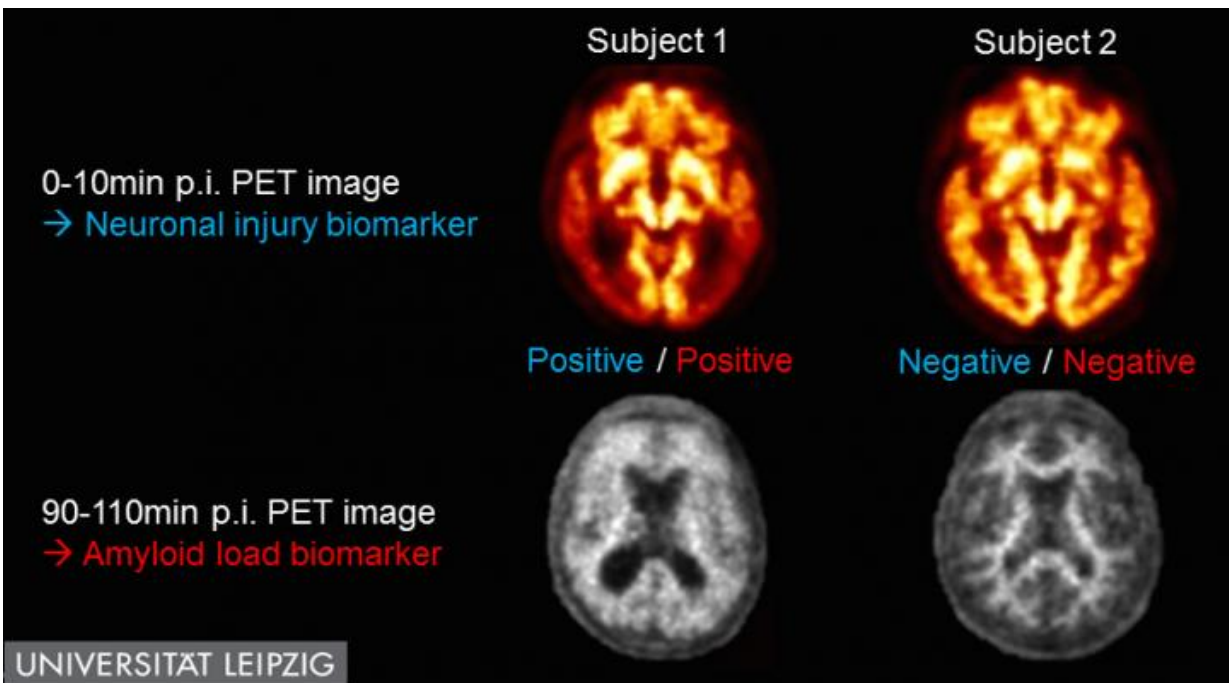 Subject 1
Subject 2
0-10min p.i. PET image
→ Neuronal injury biomarker
Positive / Positive
Negative / Negative
90-110min p.i. PET image
→ Amyloid load biomarker
UNIVERSITÄT LEIPZIG